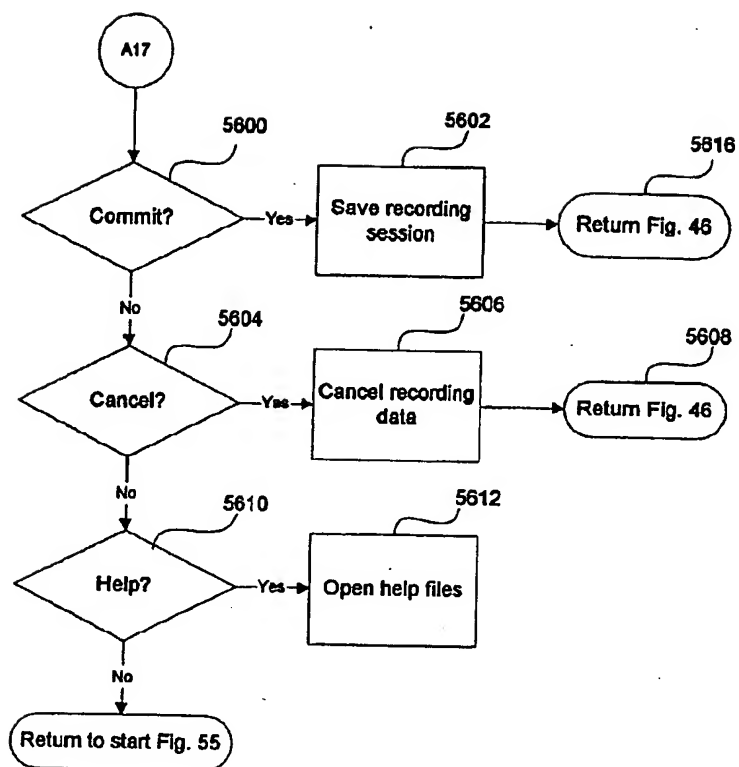 A17
5600
5602
5616
Commit?
Yes
Save recording
session
Return Fig. 46
No
5604
5606
5608
Cancel?
Yes
Cancel recording
data
Return Fig. 46
No
5610
5612
Help?
Yes
Open help files
No
Return to start Fig. 55